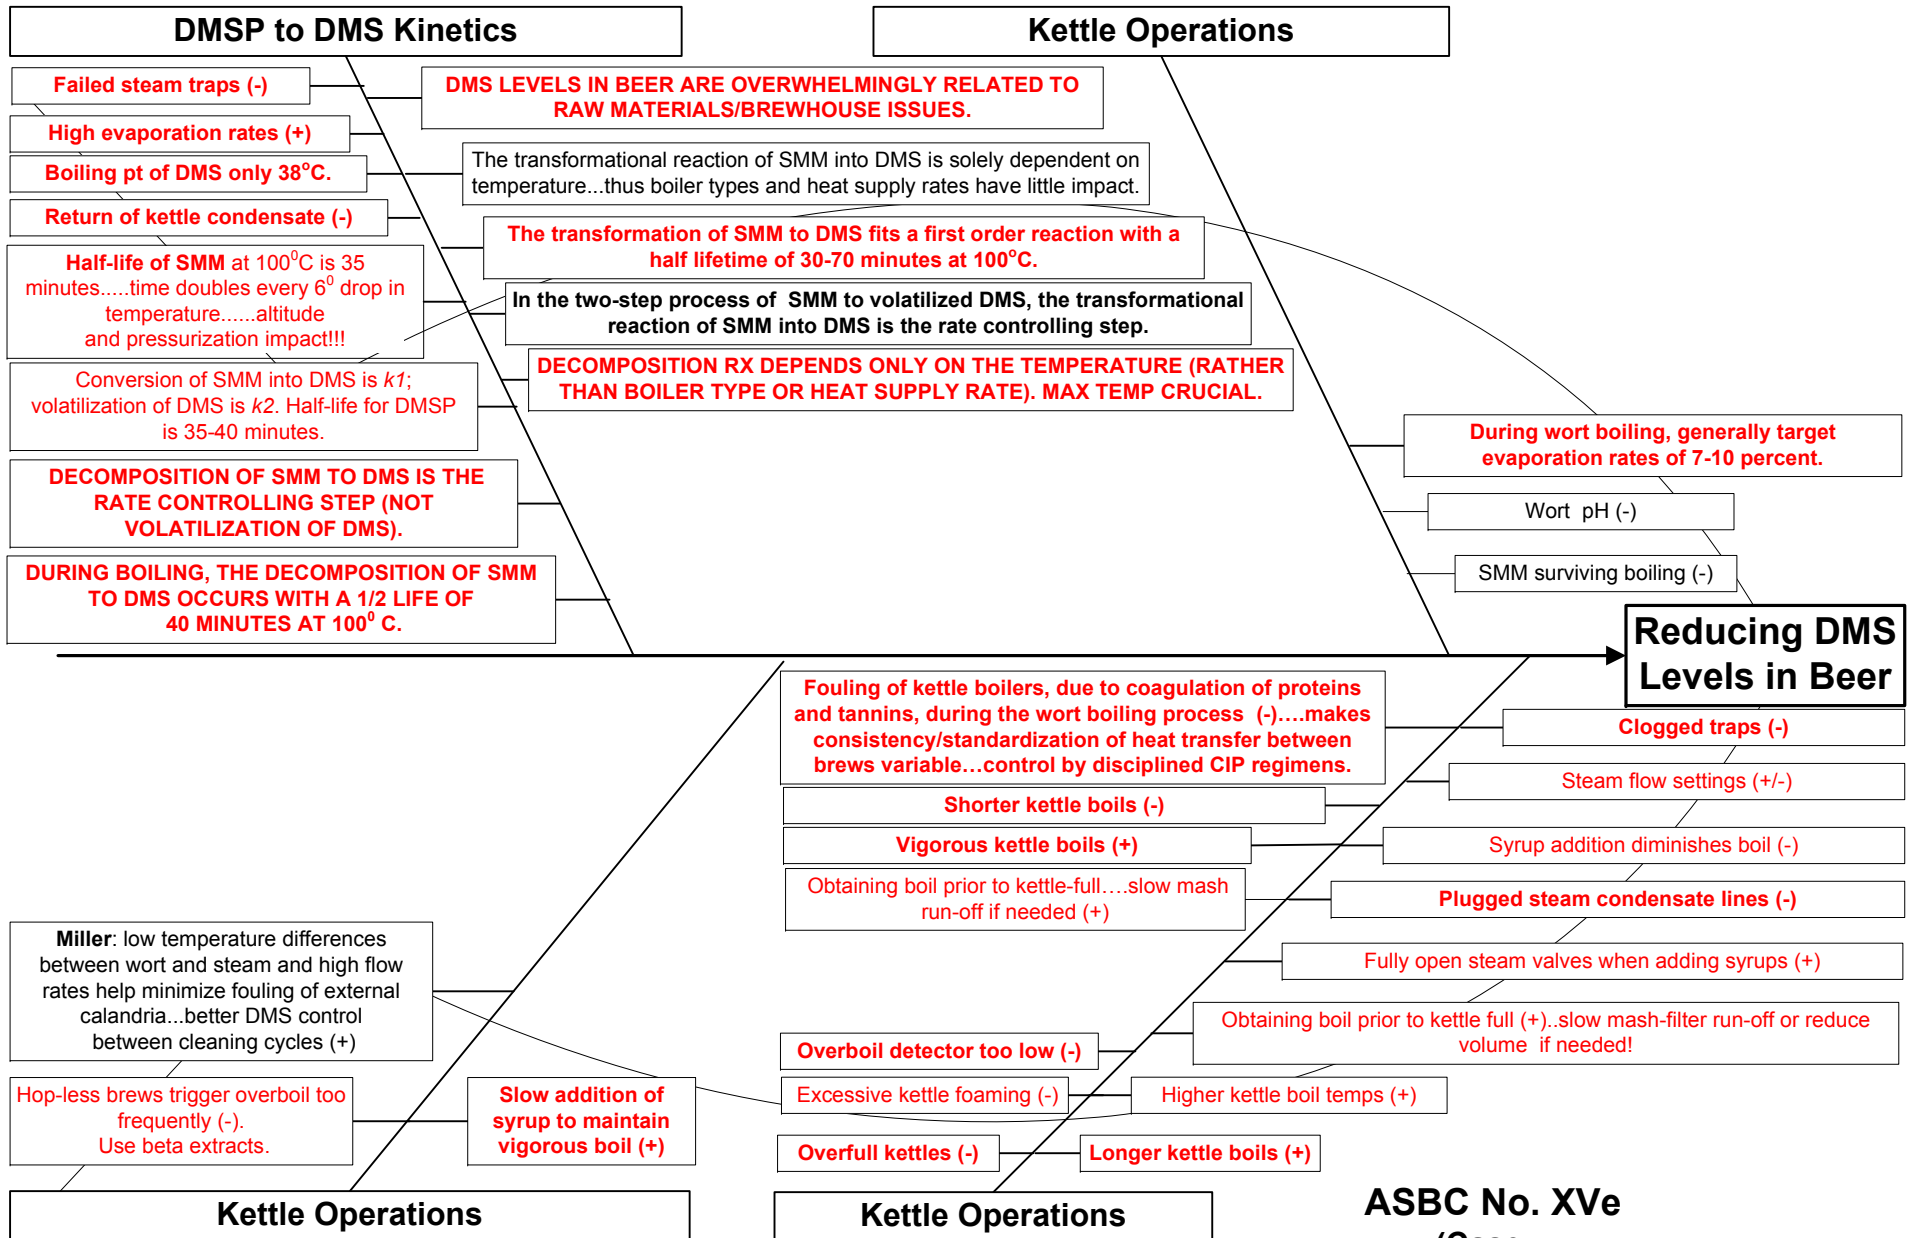 DMSP to DMS Kinetics
Kettle Operations
Failed steam traps (-)
DMS LEVELS IN BEER ARE OVERWHELMINGLY RELATED TO
RAW MATERIALS/BREWHOUSE ISSUES.
High evaporation rates (+)
Boiling pt of DMS only 38°C.
The transformational reaction of SMM into DMS is solely dependent on
temperature...thus boiler types and heat supply rates have little impact.
Return of kettle condensate (-)
The transformation of SMM to DMS fits a first order reaction with a
half lifetime of 30-70 minutes at 100°C.
Half-life of SMM at 100⁰C is 35
minutes.....time doubles every 6⁰ drop in
temperature......altitude
and pressurization impact!!!
In the two-step process of  SMM to volatilized DMS, the transformational
reaction of SMM into DMS is the rate controlling step.
Conversion of SMM into DMS is k1;
volatilization of DMS is k2. Half-life for DMSP
is 35-40 minutes.
DECOMPOSITION RX DEPENDS ONLY ON THE TEMPERATURE (RATHER
THAN BOILER TYPE OR HEAT SUPPLY RATE). MAX TEMP CRUCIAL.
DECOMPOSITION OF SMM TO DMS IS THE
RATE CONTROLLING STEP (NOT
VOLATILIZATION OF DMS).
DURING BOILING, THE DECOMPOSITION OF SMM
TO DMS OCCURS WITH A 1/2 LIFE OF
40 MINUTES AT 100⁰ C.
During wort boiling, generally target
evaporation rates of 7-10 percent.
Wort  pH (-)
SMM surviving boiling (-)
Reducing DMS
Levels in Beer
Fouling of kettle boilers, due to coagulation of proteins
and tannins, during the wort boiling process  (-)….makes
consistency/standardization of heat transfer between
brews variable…control by disciplined CIP regimens.
Clogged traps (-)
Steam flow settings (+/-)
Shorter kettle boils (-)
Vigorous kettle boils (+)
Syrup addition diminishes boil (-)
Obtaining boil prior to kettle-full….slow mash
run-off if needed (+)
Plugged steam condensate lines (-)
Fully open steam valves when adding syrups (+)
Obtaining boil prior to kettle full (+)..slow mash-filter run-off or reduce
volume  if needed!
Overboil detector too low (-)
Excessive kettle foaming (-)
Higher kettle boil temps (+)
Overfull kettles (-)
Longer kettle boils (+)
Miller: low temperature differences
between wort and steam and high flow
rates help minimize fouling of external
calandria...better DMS control
between cleaning cycles (+)
Hop-less brews trigger overboil too
frequently (-).
Use beta extracts.
Slow addition of
syrup to maintain
vigorous boil (+)
Kettle Operations
Kettle Operations
ASBC No. XVe